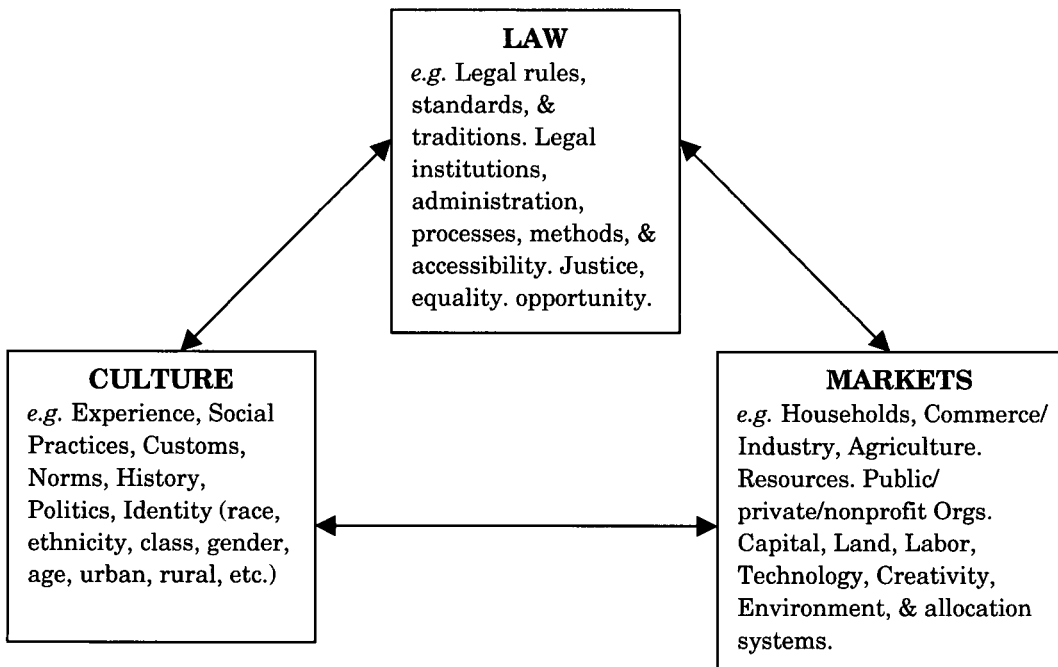 LAW
e.g. Legal rules,
standards, &
traditions. Legal
institutions,
administration,
processes, methods, &
accessibility. Justice,
equality. opportunity.
CULTURE
e.g. Experience, Social
Practices, Customs,
Norms, History,
Politics, Identity (race,
ethnicity, class, gender,
age, urban, rural, etc.)
MARKETS
e.g. Households, Commerce/
Industry, Agriculture.
Resources. Public/
private/nonprofit Orgs.
Capital, Land, Labor,
Technology, Creativity,
Environment, & allocation
systems.